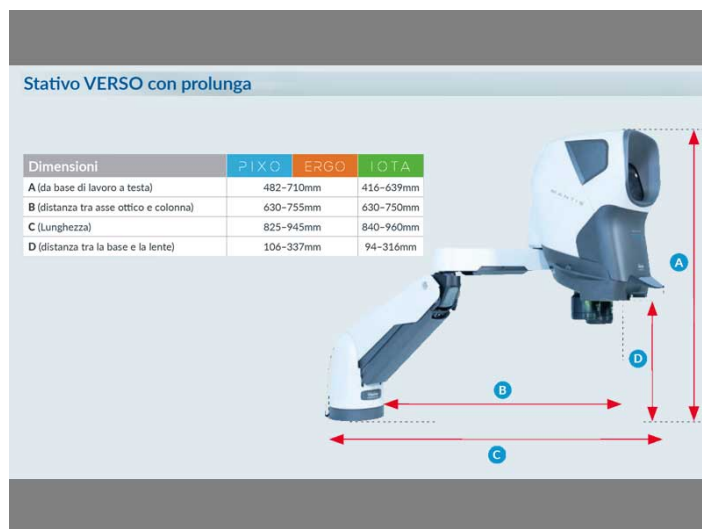 Stativo VERSO con prolunga
Dimensioni PIXO ERGO IOTA
A (da base di lavoro a testa) 482–710mm 416–639mm
B (distanza tra asse ottico e colonna) 630–755mm 630–750mm
C (Lunghezza) 825–945mm 840–960mm
D (distanza tra la base e la lente) 106–337mm 94–316mm
MANTIS
A
D
B
C